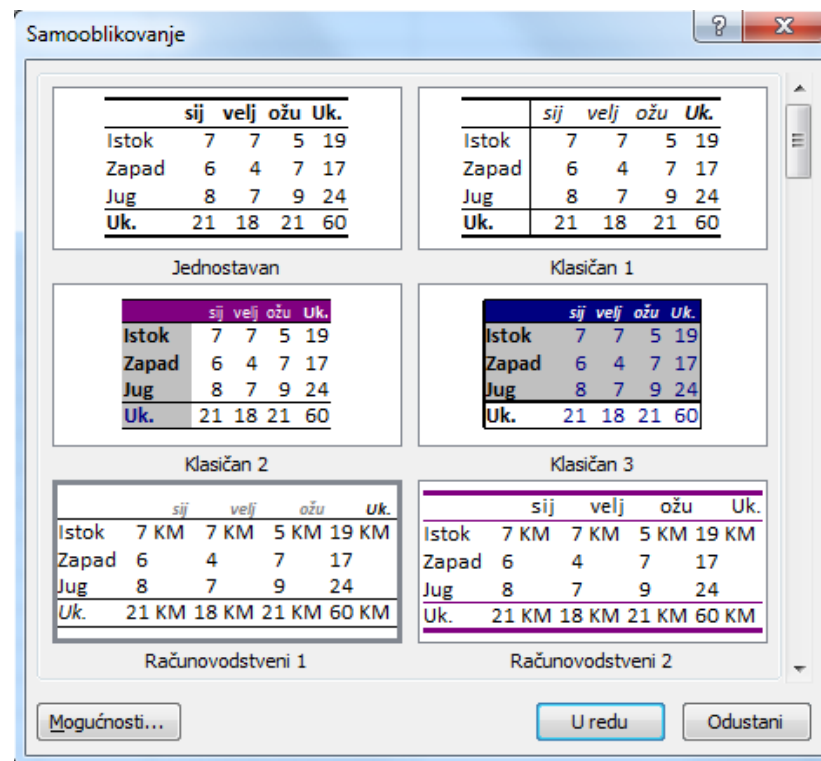 Samooblikovanje
sij velj ožu Uk.
Istok 7 7 5 19
Zapad 6 4 7 17
Jug 8 7 9 24
Uk. 21 18 21 60
Jednostavan
sij velj ožu Uk.
Istok 7 7 5 19
Zapad 6 4 7 17
Jug 8 7 9 24
Uk. 21 18 21 60
Klasičan 1
sij velj ožu Uk.
Istok 7 7 5 19
Zapad 6 4 7 17
Jug 8 7 9 24
Uk. 21 18 21 60
Klasičan 2
sij velj ožu Uk.
Istok 7 7 5 19
Zapad 6 4 7 17
Jug 8 7 9 24
Uk. 21 18 21 60
Klasičan 3
sij velj ožu Uk.
Istok 7 KM 7 KM 5 KM 19 KM
Zapad 6 4 7 17
Jug 8 7 9 24
Uk. 21 KM 18 KM 21 KM 60 KM
Računovodstveni 1
sij velj ožu Uk.
Istok 7 KM 7 KM 5 KM 19 KM
Zapad 6 4 7 17
Jug 8 7 9 24
Uk. 21 KM 18 KM 21 KM 60 KM
Računovodstveni 2
Mogućnosti... U redu Odustani